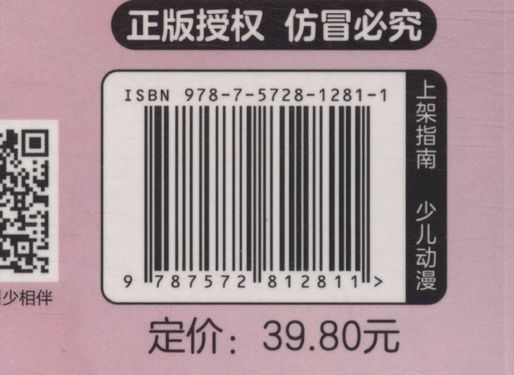 正版授权 仿冒必究
ISBN 978-7-5728-1281-1
上架指南 少儿动漫
9 787572 812811 >
少相伴
定价：39.80元